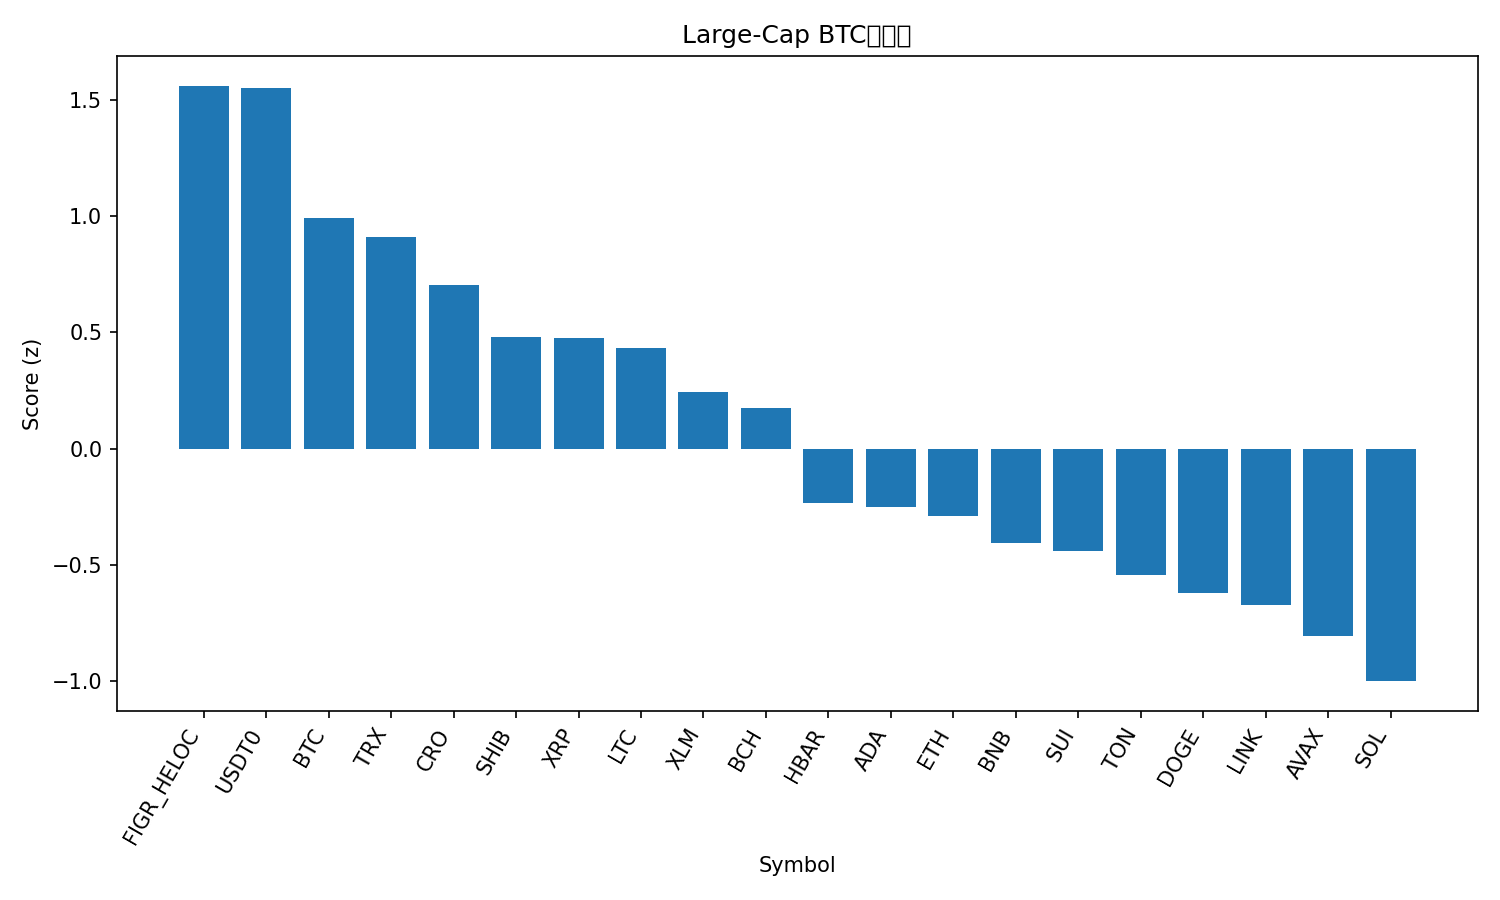 Large-Cap BTC
Score (z)
1.5
1.0
0.5
0.0
−0.5
−1.0
FIGR_HELOC
USDT0
BTC
TRX
CRO
SHIB
XRP
LTC
XLM
BCH
HBAR
ADA
ETH
BNB
SUI
TON
DOGE
LINK
AVAX
SOL
Symbol